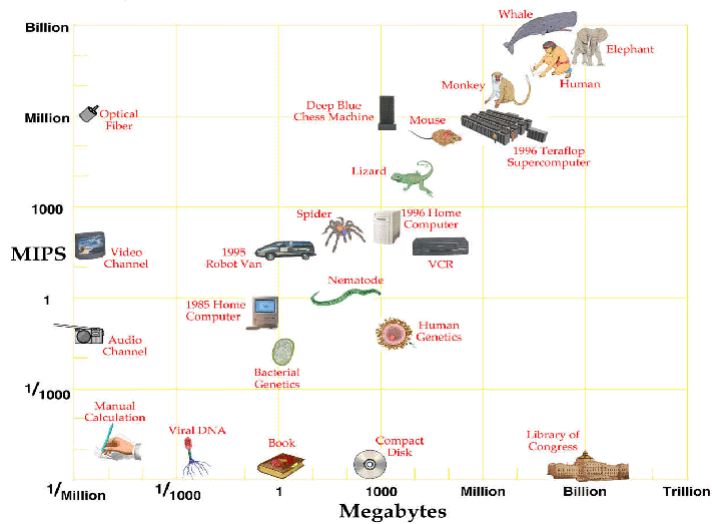 Whale
Billion
Elephant
Monkey
Human
Deep Blue
Chess Machine
Million
Optical
Fiber
Mouse
1996 Teraflop
Supercomputer
Lizard
1000
Spider
1996 Home
Computer
MIPS
Video
Channel
1995
Robot Van
VCR
Nematode
1
1985 Home
Computer
Audio
Channel
Human
Genetics
Bacterial
Genetics
1/1000
Manual
Calculation
Viral DNA
Book
Compact
Disk
Library of
Congress
1/Million
1/1000
1
1000
Million
Billion
Trillion
Megabytes